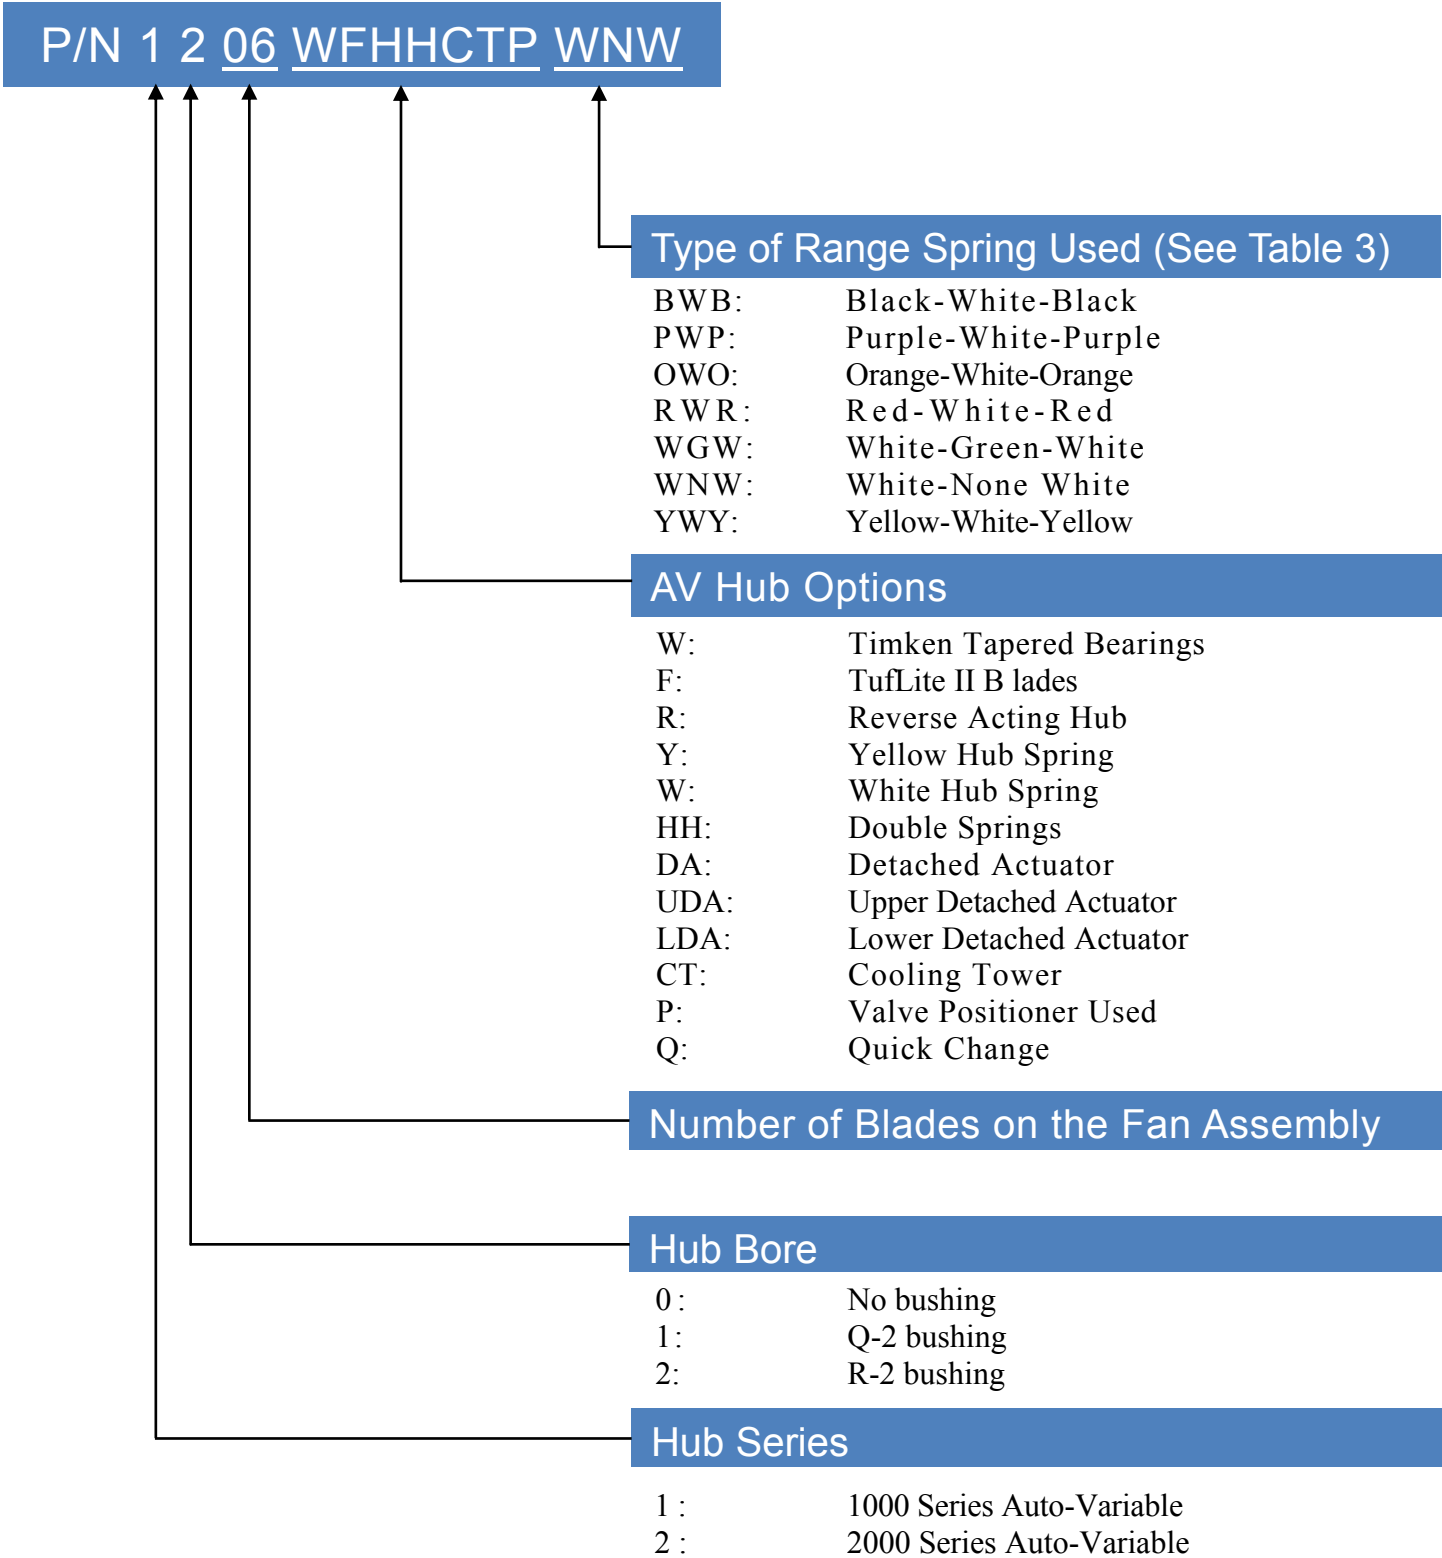 P/N 1 2 06 WFHHCTP WNW
Type of Range Spring Used (See Table 3)
BWB: Black-White-Black
PWP: Purple-White-Purple
OWO: Orange-White-Orange
RWR: Red-White-Red
WGW: White-Green-White
WNW: White-None White
YWY: Yellow-White-Yellow
AV Hub Options
W: Timken Tapered Bearings
F: TufLite II B lades
R: Reverse Acting Hub
Y: Yellow Hub Spring
W: White Hub Spring
HH: Double Springs
DA: Detached Actuator
UDA: Upper Detached Actuator
LDA: Lower Detached Actuator
CT: Cooling Tower
P: Valve Positioner Used
Q: Quick Change
Number of Blades on the Fan Assembly
Hub Bore
0 : No bushing
1: Q-2 bushing
2: R-2 bushing
Hub Series
1 : 1000 Series Auto-Variable
2 : 2000 Series Auto-Variable